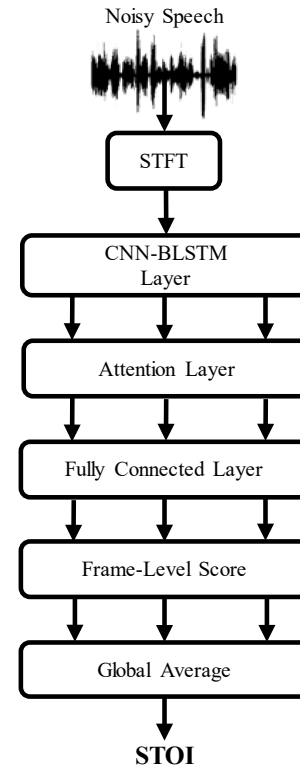 Noisy Speech
STFT
CNN-BLSTM
Layer
Attention Layer
Fully Connected Layer
Frame-Level Score
Global Average
STOI